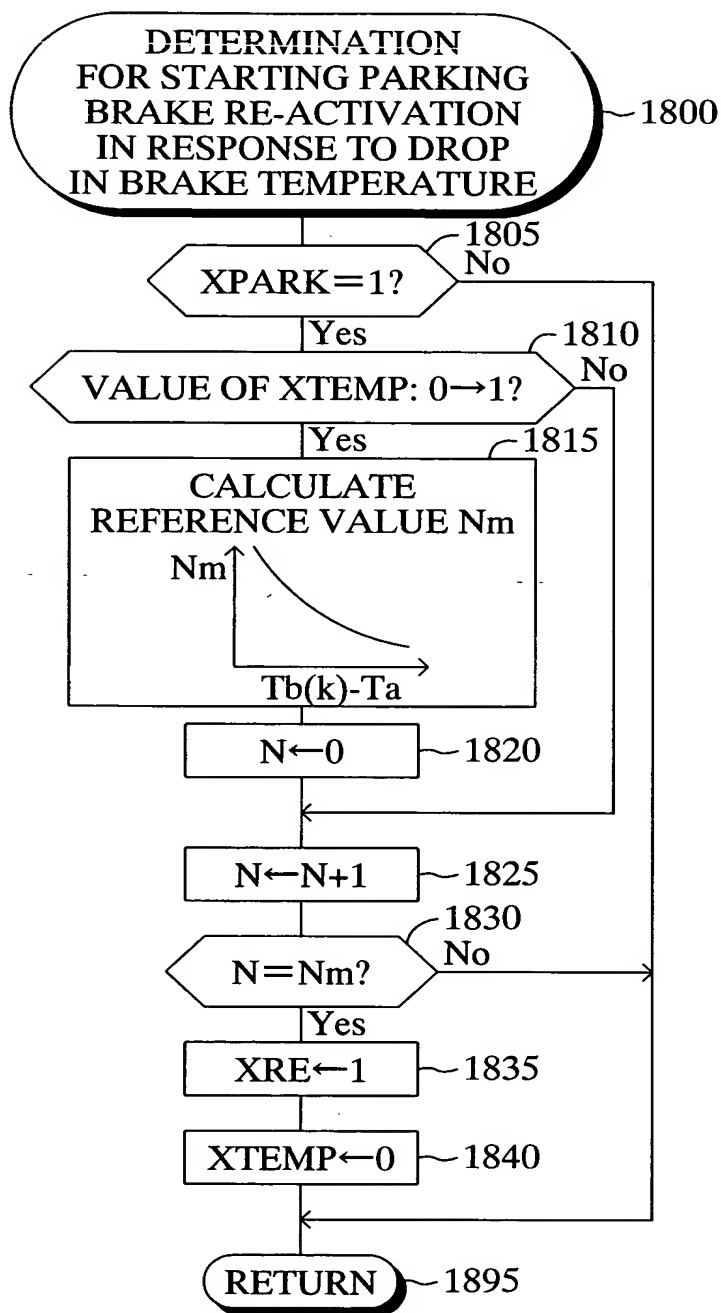 DETERMINATION
FOR STARTING PARKING
BRAKE RE-ACTIVATION
IN RESPONSE TO DROP
IN BRAKE TEMPERATURE
1800
1805
XPARK=1?
No
Yes
1810
VALUE OF XTEMP: 0→1?
No
Yes
1815
CALCULATE
REFERENCE VALUE Nm
Nm
Tb(k)-Ta
N←0
1820
N←N+1
1825
1830
N=Nm?
No
Yes
XRE←1
1835
XTEMP←0
1840
RETURN
1895